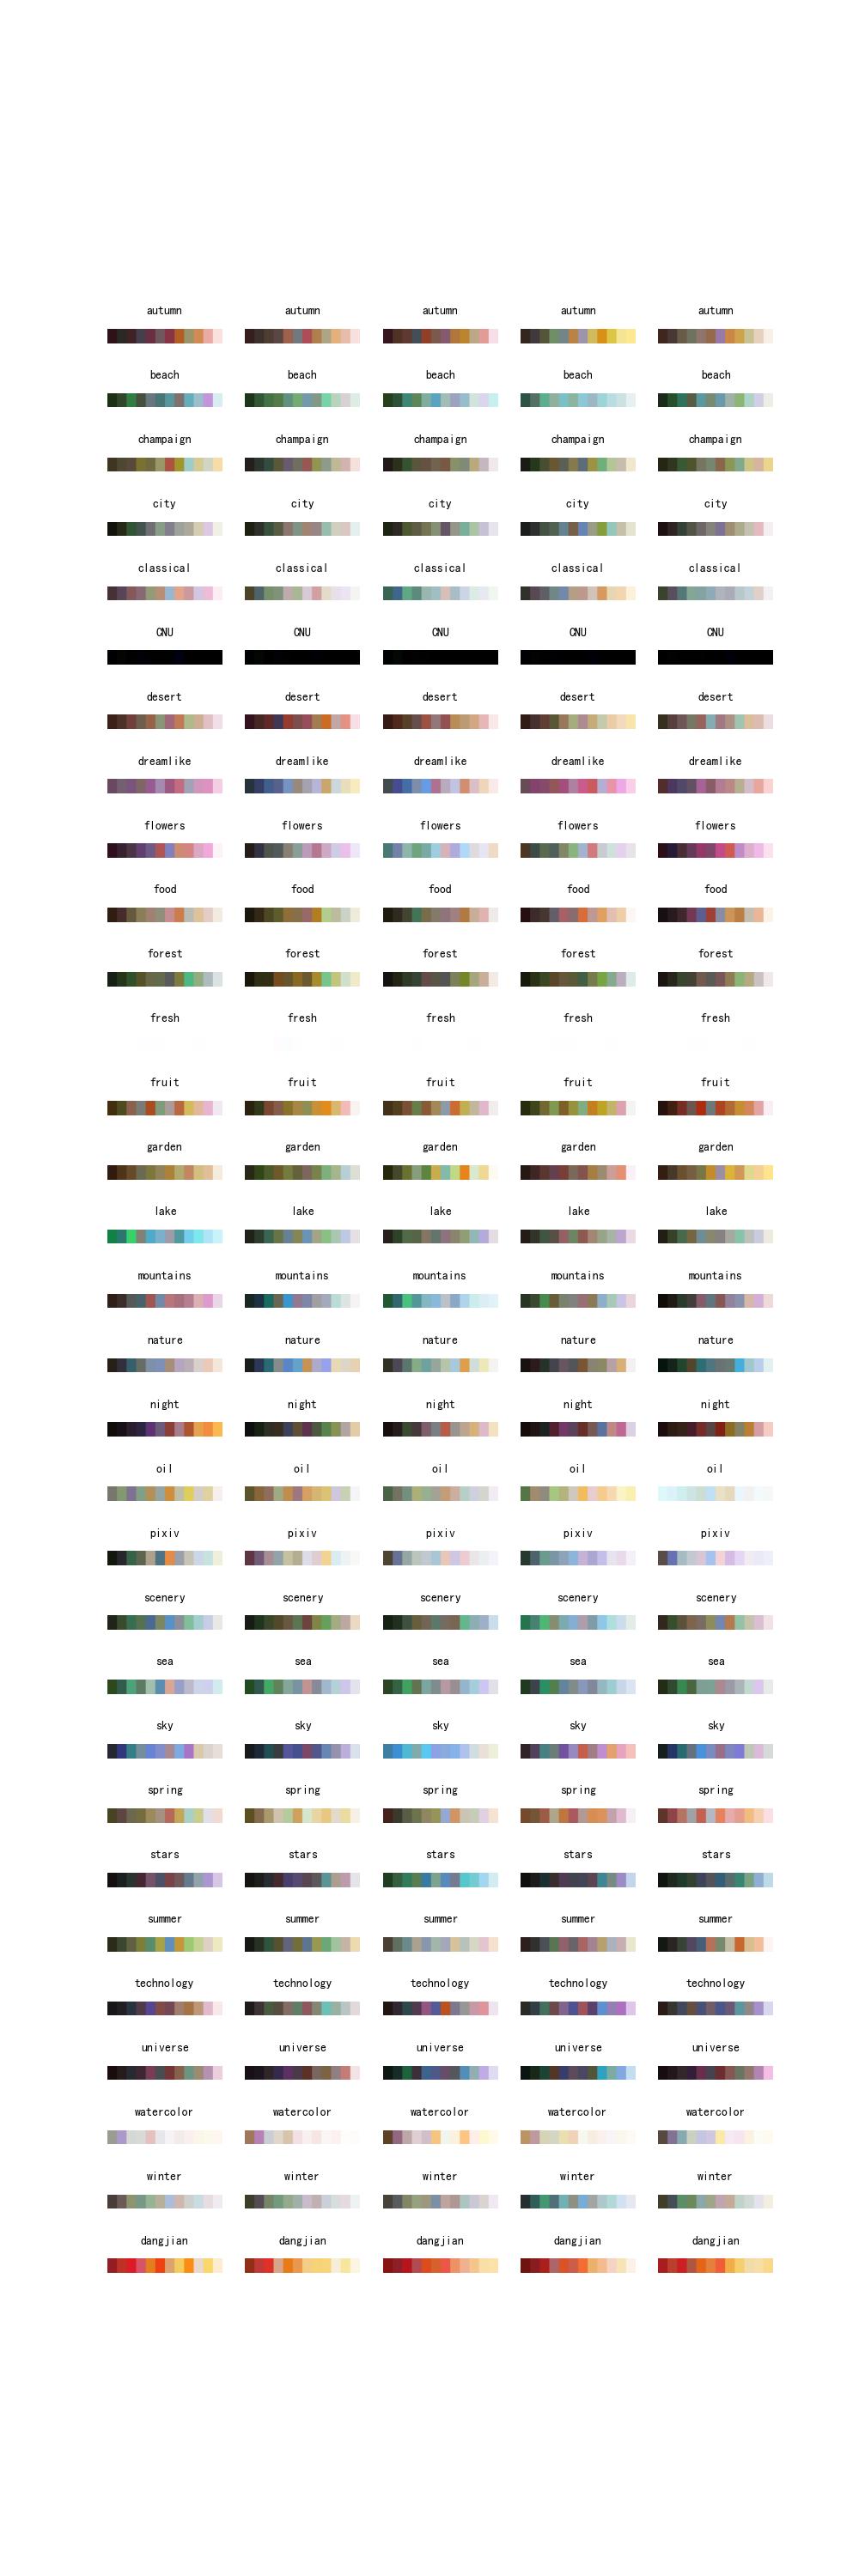 autumn autumn autumn autumn autumn
beach beach beach beach beach
champaign champaign champaign champaign champaign
city city city city city
classical classical classical classical classical
CNU CNU CNU CNU CNU
desert desert desert desert desert
dreamlike dreamlike dreamlike dreamlike dreamlike
flowers flowers flowers flowers flowers
food food food food food
forest forest forest forest forest
fresh fresh fresh fresh fresh
fruit fruit fruit fruit fruit
garden garden garden garden garden
lake lake lake lake lake
mountains mountains mountains mountains mountains
nature nature nature nature nature
night night night night night
oil oil oil oil oil
pixiv pixiv pixiv pixiv pixiv
scenery scenery scenery scenery scenery
sea sea sea sea sea
sky sky sky sky sky
spring spring spring spring spring
stars stars stars stars stars
summer summer summer summer summer
technology technology technology technology technology
universe universe universe universe universe
watercolor watercolor watercolor watercolor watercolor
winter winter winter winter winter
dangjian dangjian dangjian dangjian dangjian